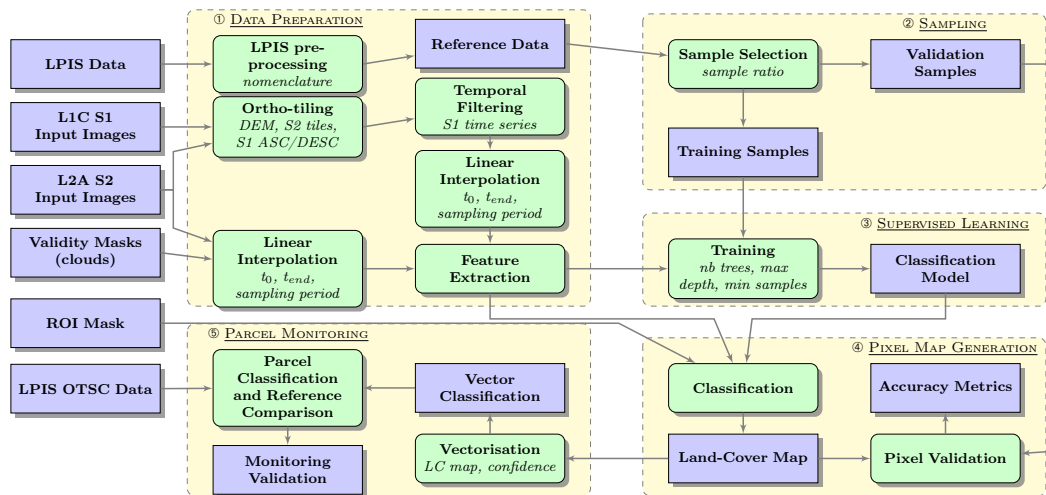 ① DATA PREPARATION
LPIS Data
LPIS pre-
processing
nomenclature
Reference Data
L1C S1
Input Images
Ortho-tiling
DEM, S2 tiles,
S1 ASC/DESC
Temporal
Filtering
S1 time series
L2A S2
Input Images
Linear
Interpolation
t0, tend,
sampling period
Validity Masks
(clouds)
Linear
Interpolation
t0, tend,
sampling period
Feature
Extraction
② SAMPLING
Sample Selection
sample ratio
Validation
Samples
Training Samples
③ SUPERVISED LEARNING
Training
nb trees, max
depth, min samples
Classification
Model
ROI Mask
⑤ PARCEL MONITORING
LPIS OTSC Data
Parcel
Classification
and Reference
Comparison
Vector
Classification
Monitoring
Validation
Vectorisation
LC map, confidence
④ PIXEL MAP GENERATION
Classification
Accuracy Metrics
Land-Cover Map
Pixel Validation